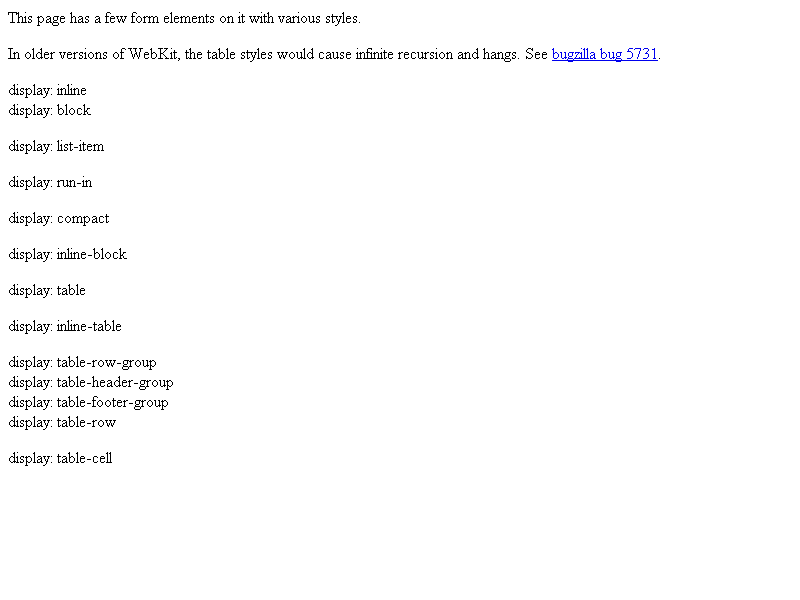 This page has a few form elements on it with various styles.
In older versions of WebKit, the table styles would cause infinite recursion and hangs. See bugzilla bug 5731.
display: inline
display: block
display: list-item
display: run-in
display: compact
display: inline-block
display: table
display: inline-table
display: table-row-group
display: table-header-group
display: table-footer-group
display: table-row
display: table-cell